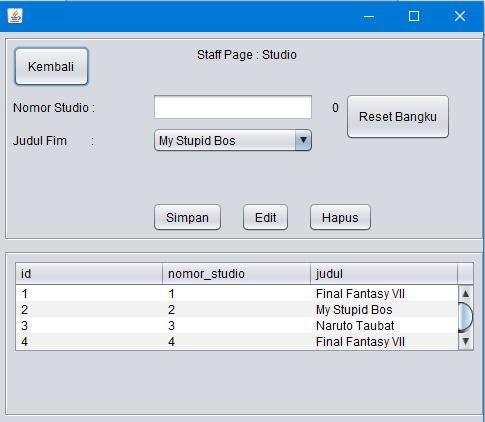 Kembali
Staff Page : Studio
Nomor Studio :
0
Reset Bangku
Judul Fim :
My Stupid Bos
Simpan Edit Hapus
id nomor_studio judul
1 1 Final Fantasy VII
2 2 My Stupid Bos
3 3 Naruto Taubat
4 4 Final Fantasy VII